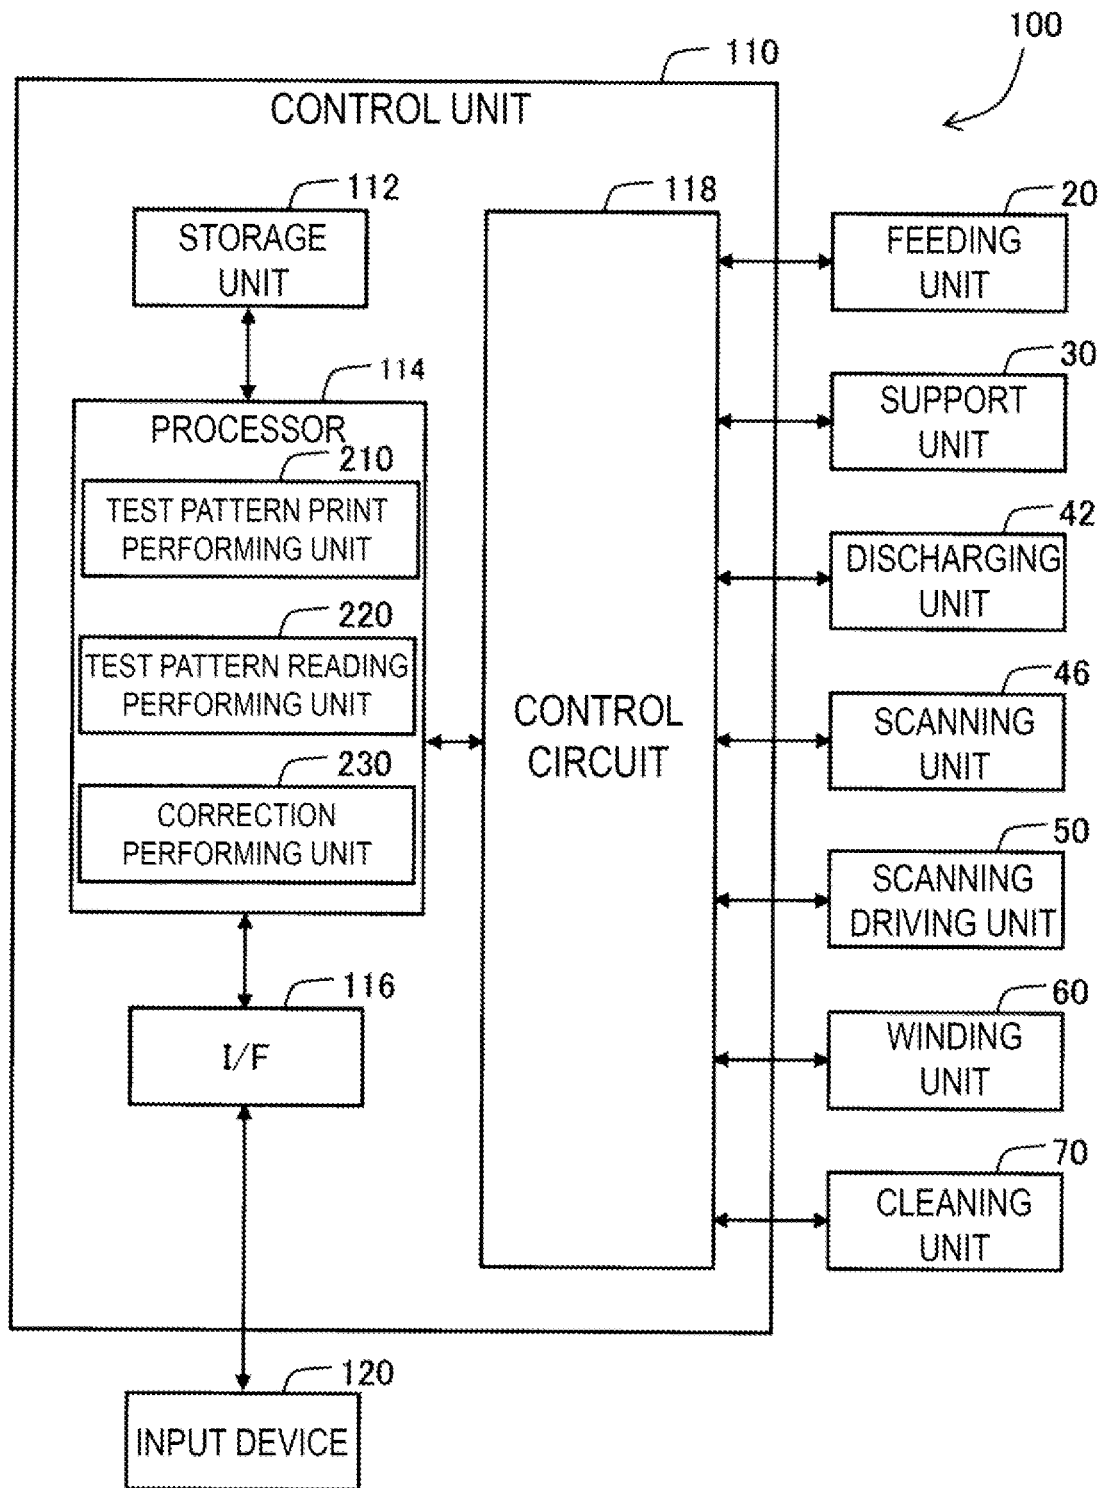 100
110
CONTROL UNIT
112
STORAGE
UNIT
114
PROCESSOR
210
TEST PATTERN PRINT
PERFORMING UNIT
220
TEST PATTERN READING
PERFORMING UNIT
230
CORRECTION
PERFORMING UNIT
116
I/F
118
CONTROL
CIRCUIT
20
FEEDING
UNIT
30
SUPPORT
UNIT
42
DISCHARGING
UNIT
46
SCANNING
UNIT
50
SCANNING
DRIVING UNIT
60
WINDING
UNIT
70
CLEANING
UNIT
120
INPUT DEVICE